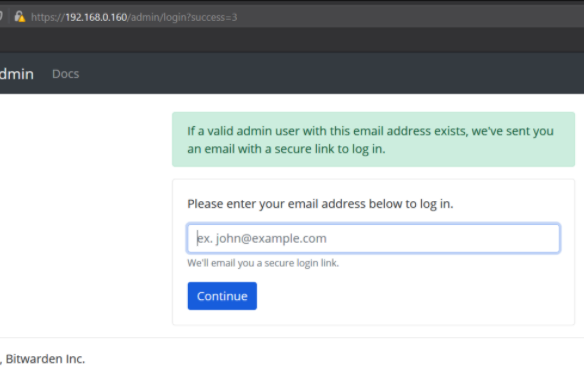 https://192.168.0.160/admin/login?success=3
dmin Docs
If a valid admin user with this email address exists, we've sent you
an email with a secure link to log in.
Please enter your email address below to log in.
ex. john@example.com
We'll email you a secure login link.
Continue
, Bitwarden Inc.